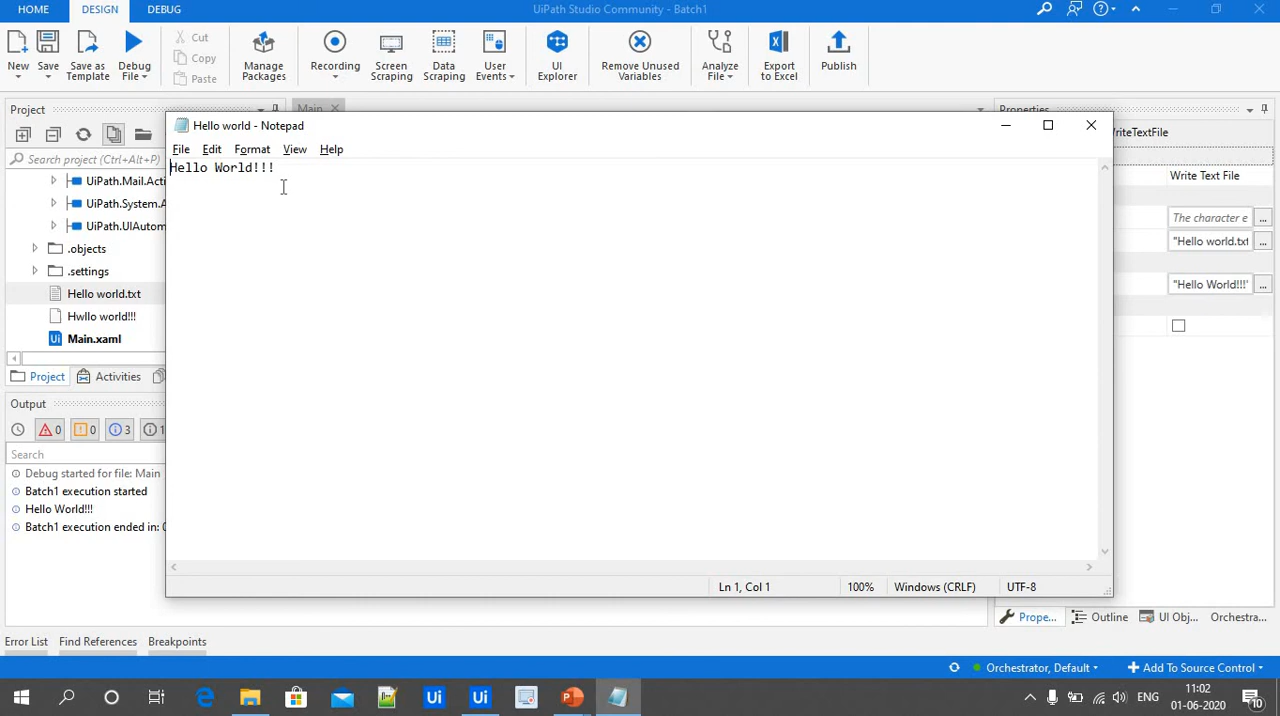 HOME DESIGN DEBUG UiPath Studio Community - Batch1
New Save Save as Template Debug File Cut Copy Paste Manage Packages Recording Screen Scraping Data Scraping User Events UI Explorer Remove Unused Variables Analyze File Export to Excel Publish
Project Main Properties
Hello world - Notepad
WriteTextFile
File Edit Format View Help
Search project (Ctrl+Alt+P)
Hello World!!!
Write Text File
UiPath.Mail.Acti
UiPath.System.A
UiPath.UIAutom
The character e ...
"Hello world.txt ...
"Hello World!!!" ...
.objects
.settings
Hello world.txt
Hwllo world!!!
Ui Main.xaml
Project Activities
Output
0 0 3 1
Search
Debug started for file: Main
Batch1 execution started
Hello World!!!
Batch1 execution ended in: 0
Ln 1, Col 1 100% Windows (CRLF) UTF-8
Prope... Outline UI Obj... Orchestra...
Error List Find References Breakpoints
Orchestrator, Default Add To Source Control
Ui Ui ENG 11:02
01-06-2020 10